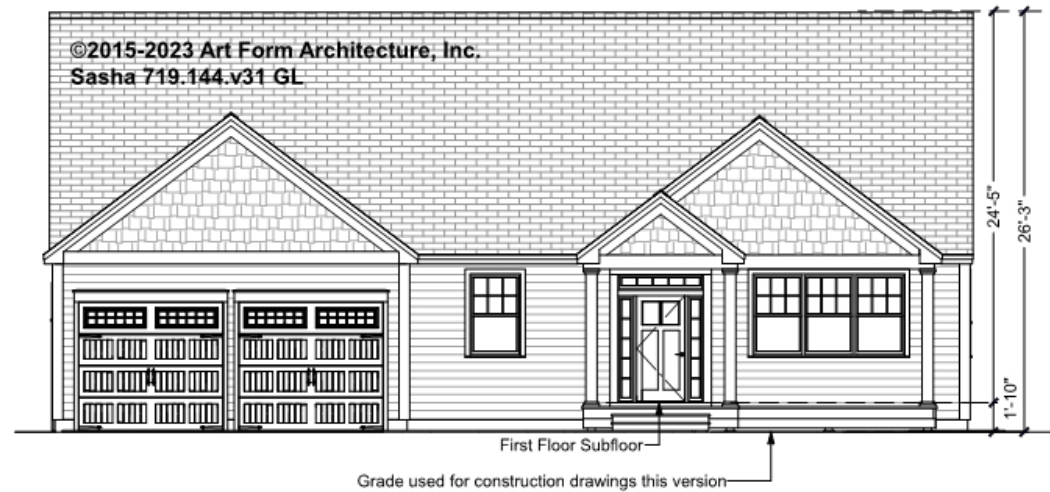 ©2015-2023 Art Form Architecture, Inc.
Sasha 719.144.v31 GL
24'-5"
26'-3"
1'-10"
First Floor Subfloor
Grade used for construction drawings this version